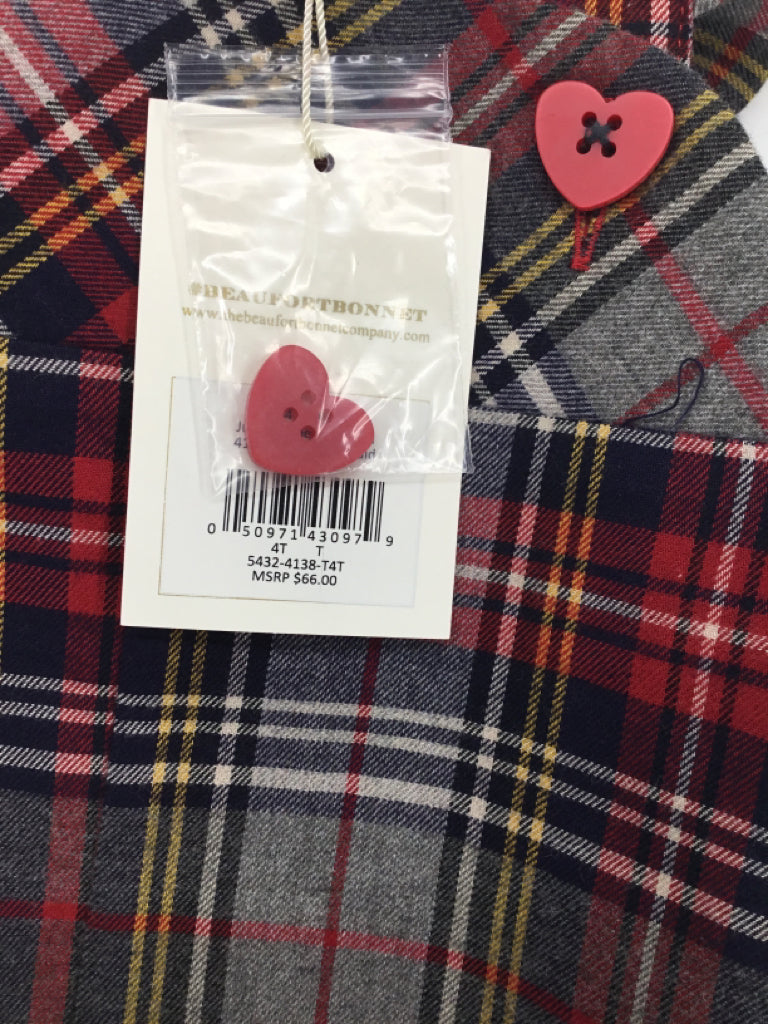 #BEAUFORTBONNET
www.thebeaufortbonnetcompany.com
0 50971 43097 9
4T T
5432-4138-T4T
MSRP $66.00